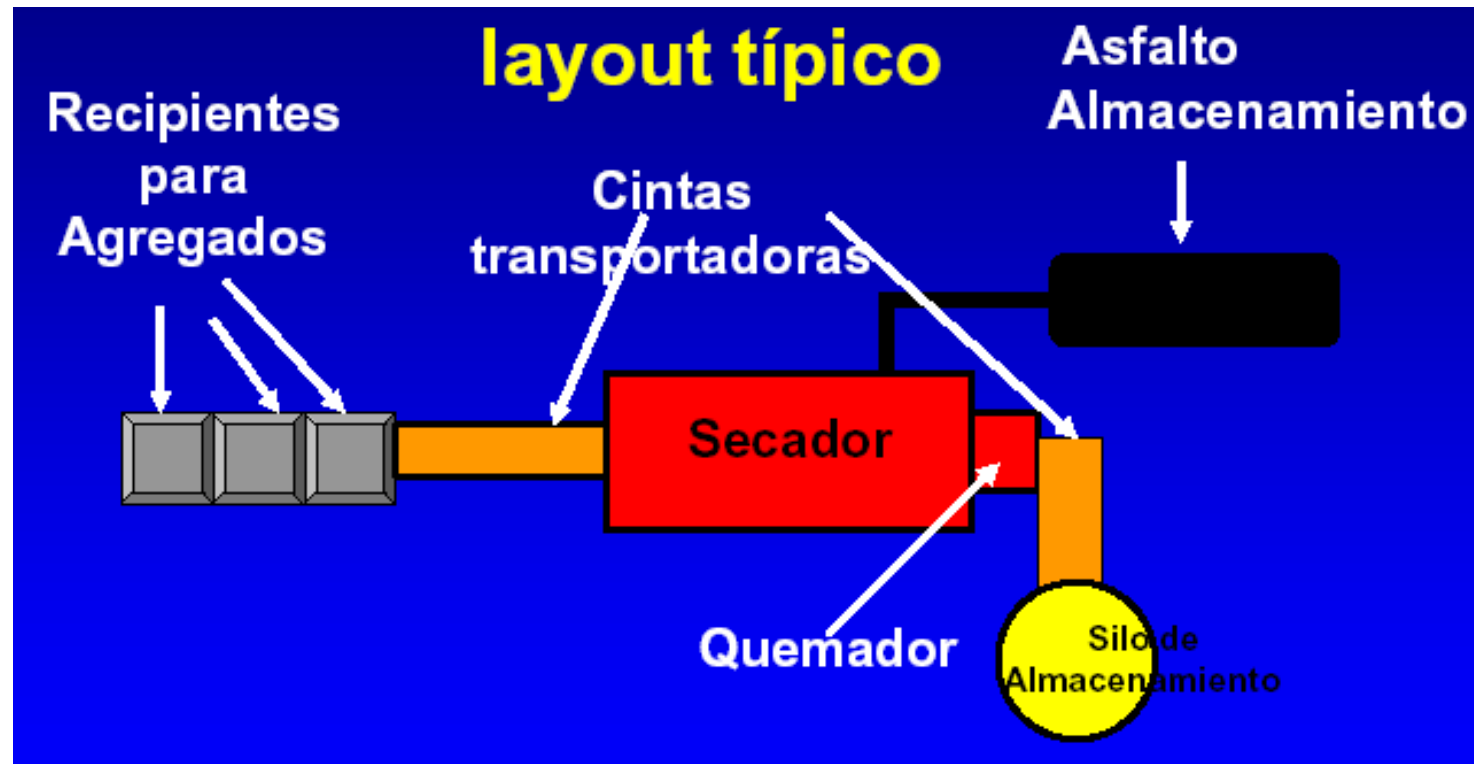 layout típico
Recipientes
para
Agregados
Cintas
transportadoras
Asfalto
Almacenamiento
Secador
Quemador
Silo de
Almacenamiento